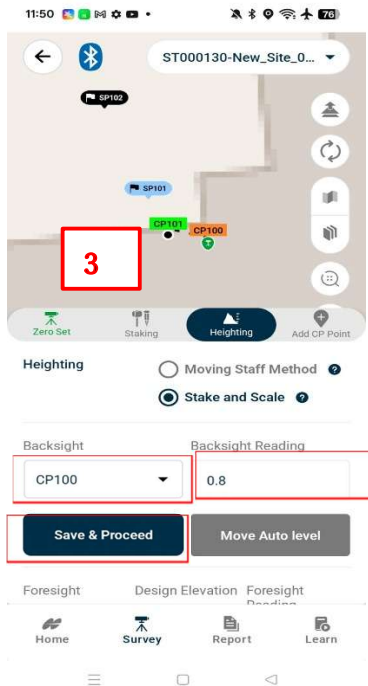 11:50
76
ST000130-New_Site_0...
SP102
SP101
CP101
CP100
3
Zero Set
Staking
Heighting
Add CP Point
Heighting
Moving Staff Method
Stake and Scale
Backsight
Backsight Reading
CP100
0.8
Save & Proceed
Move Auto level
Foresight
Design Elevation
Foresight
Reading
Home
Survey
Report
Learn